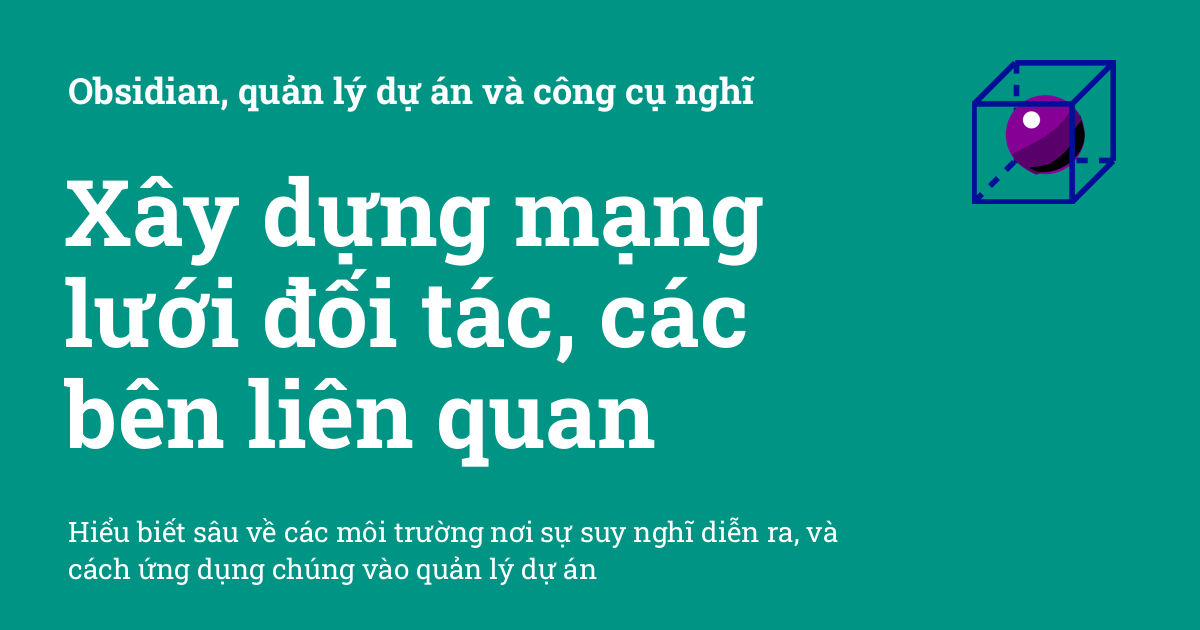 Obsidian, quản lý dự án và công cụ nghĩ
Xây dựng mạng
lưới đối tác, các
bên liên quan
Hiểu biết sâu về các môi trường nơi sự suy nghĩ diễn ra, và
cách ứng dụng chúng vào quản lý dự án